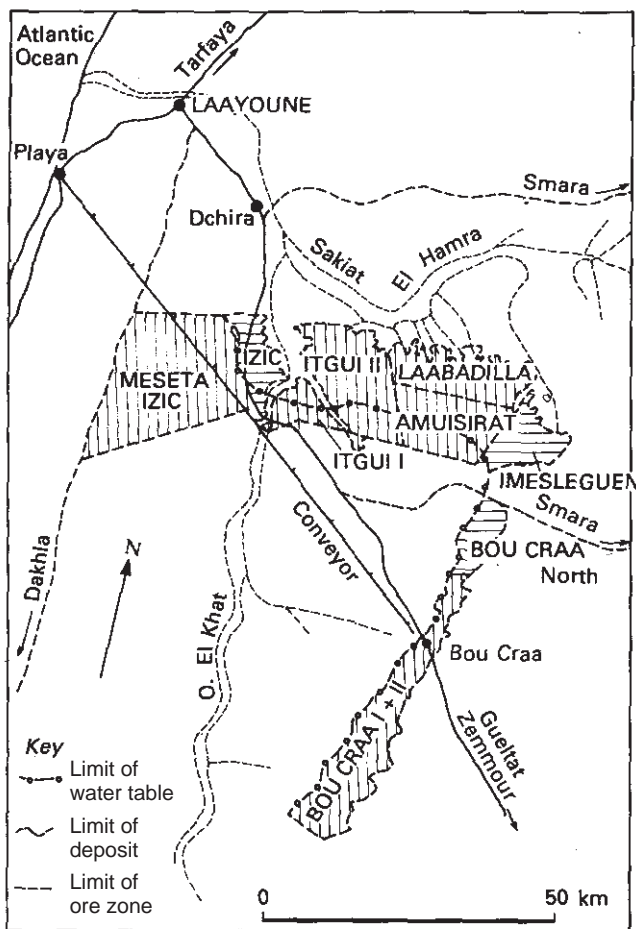 Atlantic
Ocean
Tarfaya
LAAYOUNE
Playa
Smara
Dchira
Sakiat
El Hamra
IZIC
ITGUI II
LAABADILLA
MESETA
IZIC
AMUISIRAT
ITGUI I
IMESLEGUEN
Smara
Conveyor
BOU CRAA
North
N
Dakhla
O. El Khat
Bou Craa
BOU CRAA I + II
Gueltat
Zemmour
Key
Limit of
water table
Limit of
deposit
Limit of
ore zone
0 50 km